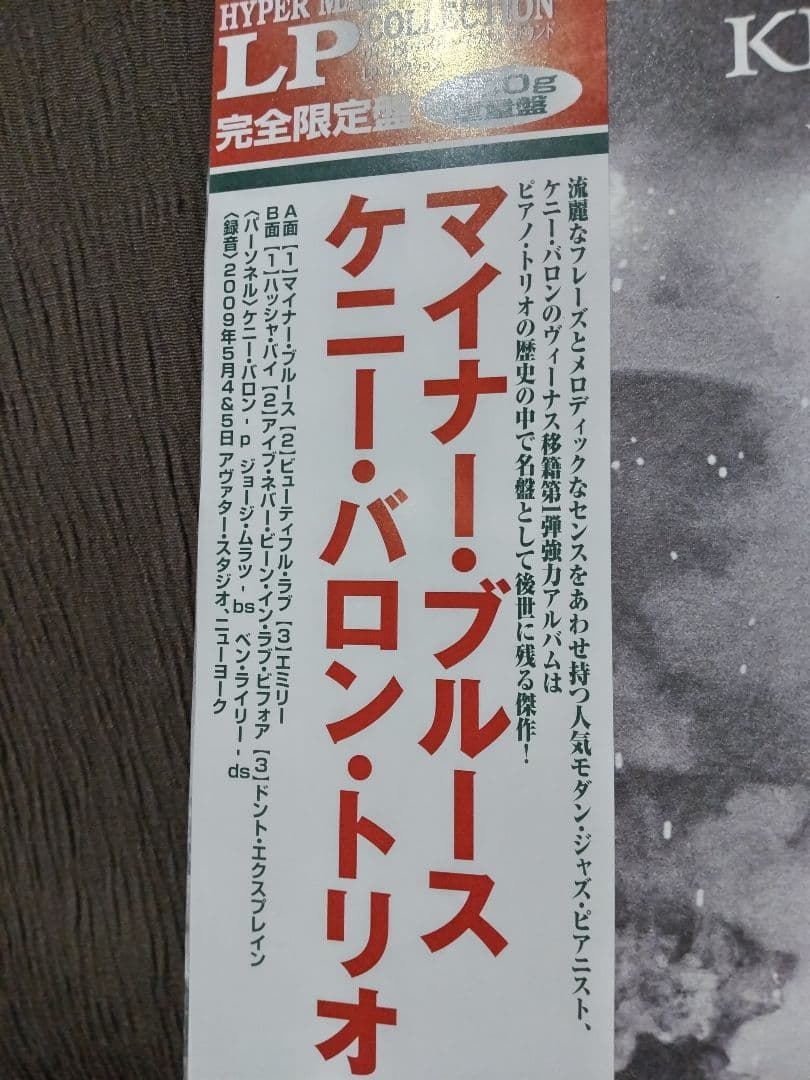 HYPER
LP COLLECTION
完全限定盤
0g
盤
流麗なフレーズとメロディックなセンスをあわせ持つ人気モダン・ジャズ・ピアニスト、
ケニー・バロンのヴィーナス移籍第1弾強力アルバムは
ピアノ・トリオの歴史の中で名盤として後世に残る傑作!
マイナー・ブルース
ケニー・バロン・トリオ
A面 [1]マイナー・ブルース [2]ビューティフル・ラブ [3]エミリー
B面 [1]ハッシャ・バイ [2]アイブ・ネバー・ビーン・イン・ラブ・ビフォア [3]ドント・エクスプレイン
〈パーソネル〉ケニー・バロン-p ジョージ・ムラツ-bs ベン・ライリー-ds
〈録音〉2009年5月4&5日 アヴァター・スタジオ、ニューヨーク